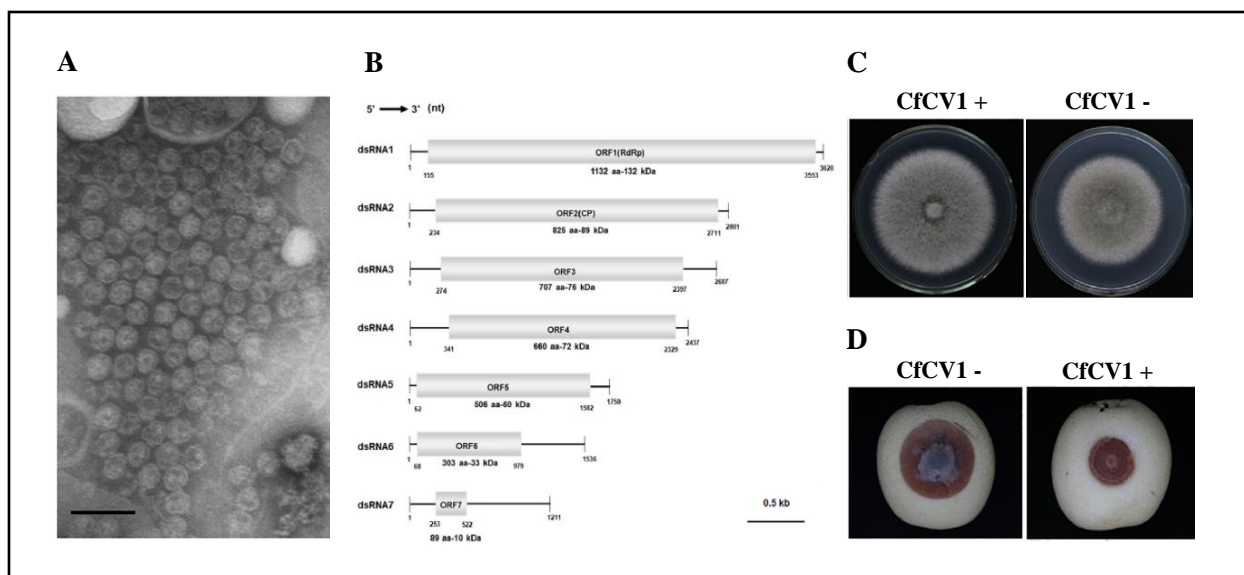 A
B
5' 3' (nt)
dsRNA1
ORF1(RdRp)
1132 aa-132 kDa
1 155 3553 3620
dsRNA2
ORF2(CP)
825 aa-89 kDa
1 234 2711 2801
dsRNA3
ORF3
707 aa-76 kDa
1 274 2397 2687
dsRNA4
ORF4
660 aa-72 kDa
1 341 2329 2437
dsRNA5
ORF5
506 aa-60 kDa
1 62 1582 1759
dsRNA6
ORF6
303 aa-33 kDa
1 68 979 1536
dsRNA7
ORF7
1 253 522 1211
89 aa-10 kDa
0.5 kb
C
CfCV1 + CfCV1 -
D
CfCV1 - CfCV1 +